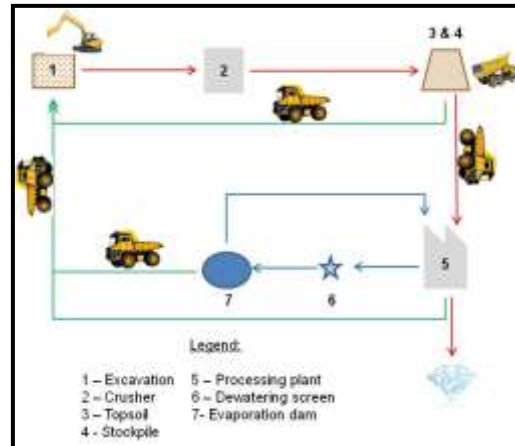 3 & 4
1
2
5
7
6
Legend:
1 – Excavation 5 – Processing plant
2 – Crusher 6 – Dewatering screen
3 – Topsoil 7- Evaporation dam
4 - Stockpile